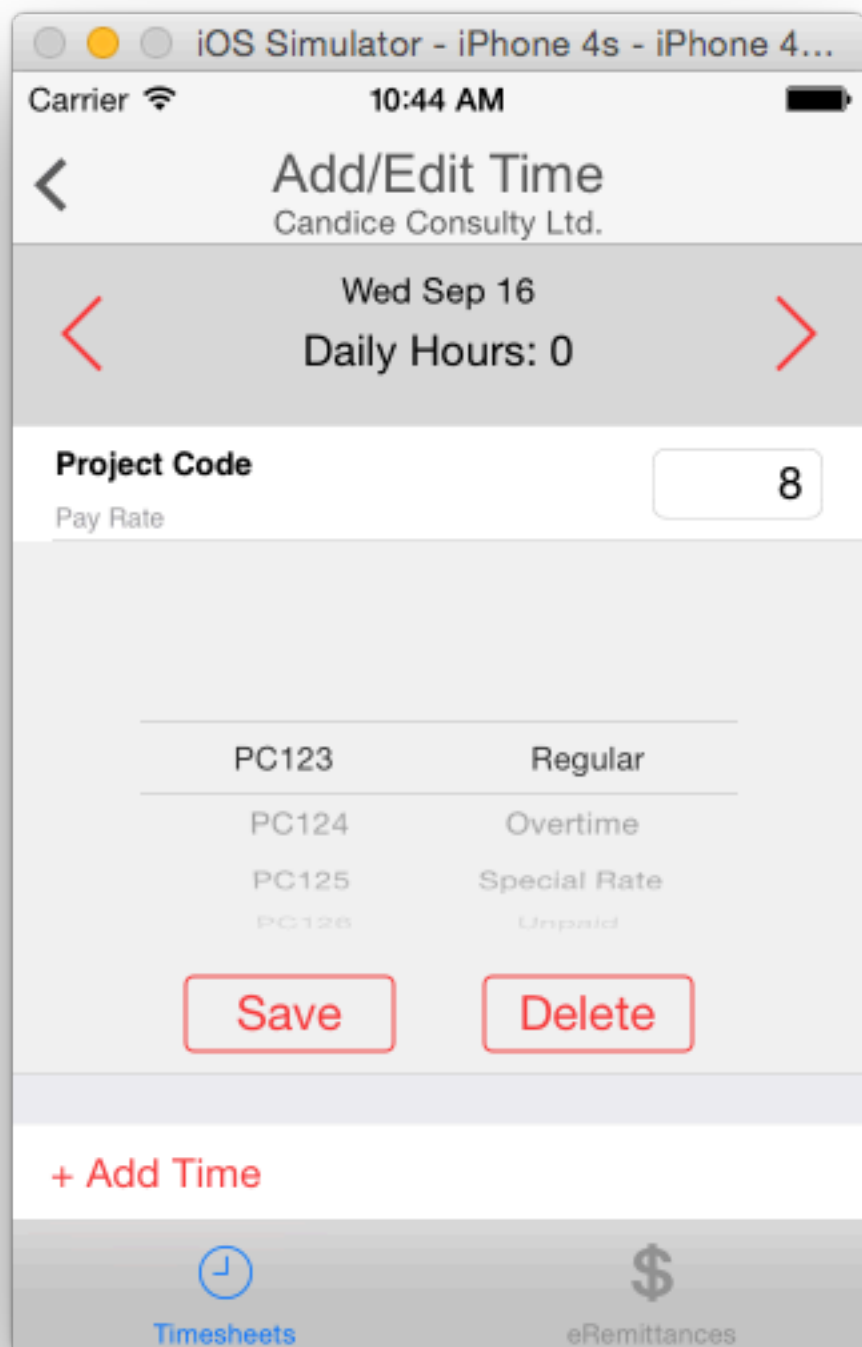 iOS Simulator - iPhone 4s - iPhone 4...
Carrier 10:44 AM
Add/Edit Time
Candice Consulty Ltd.
Wed Sep 16
Daily Hours: 0
Project Code 8
Pay Rate
PC123 Regular
PC124 Overtime
PC125 Special Rate
PC126 Unpaid
Save Delete
+ Add Time
$
Timesheets eRemittances